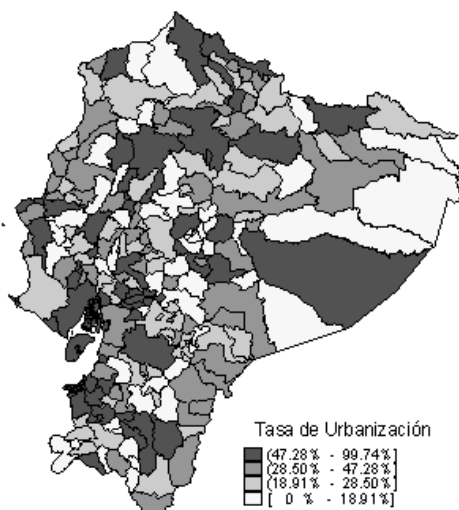 Tasa de Urbanización
(47.28% - 99.74%]
(28.50% - 47.28%]
(18.91% - 28.50%]
[ 0 % - 18.91%]